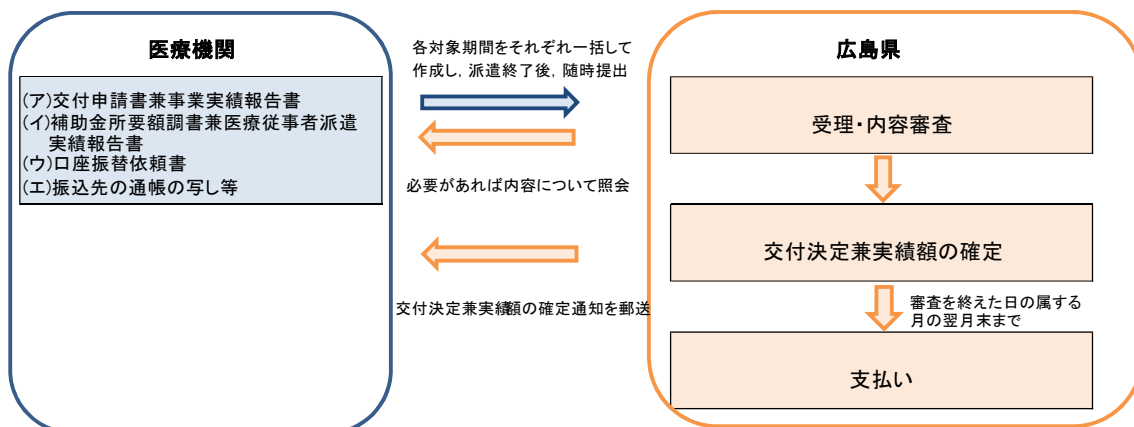 医療機関
(ア)交付申請書兼事業実績報告書
(イ)補助金所要額調書兼医療従事者派遣
実績報告書
(ウ)口座振替依頼書
(エ)振込先の通帳の写し等
各対象期間をそれぞれ一括して
作成し，派遣終了後，随時提出
必要があれば内容について照会
交付決定兼実績額の確定通知を郵送
広島県
受理・内容審査
交付決定兼実績額の確定
審査を終えた日の属する
月の翌月末まで
支払い